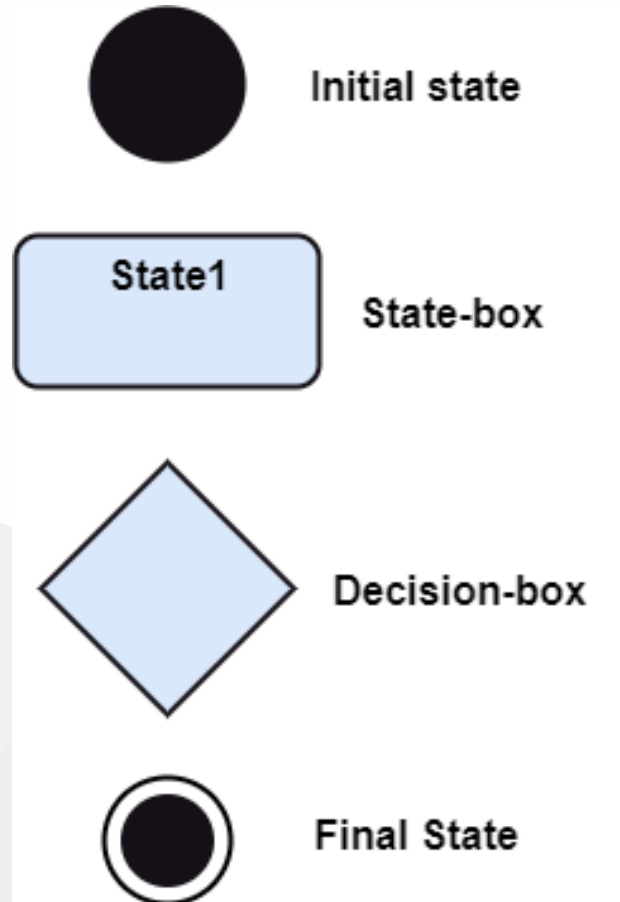 Initial state
State1
State-box
Decision-box
Final State